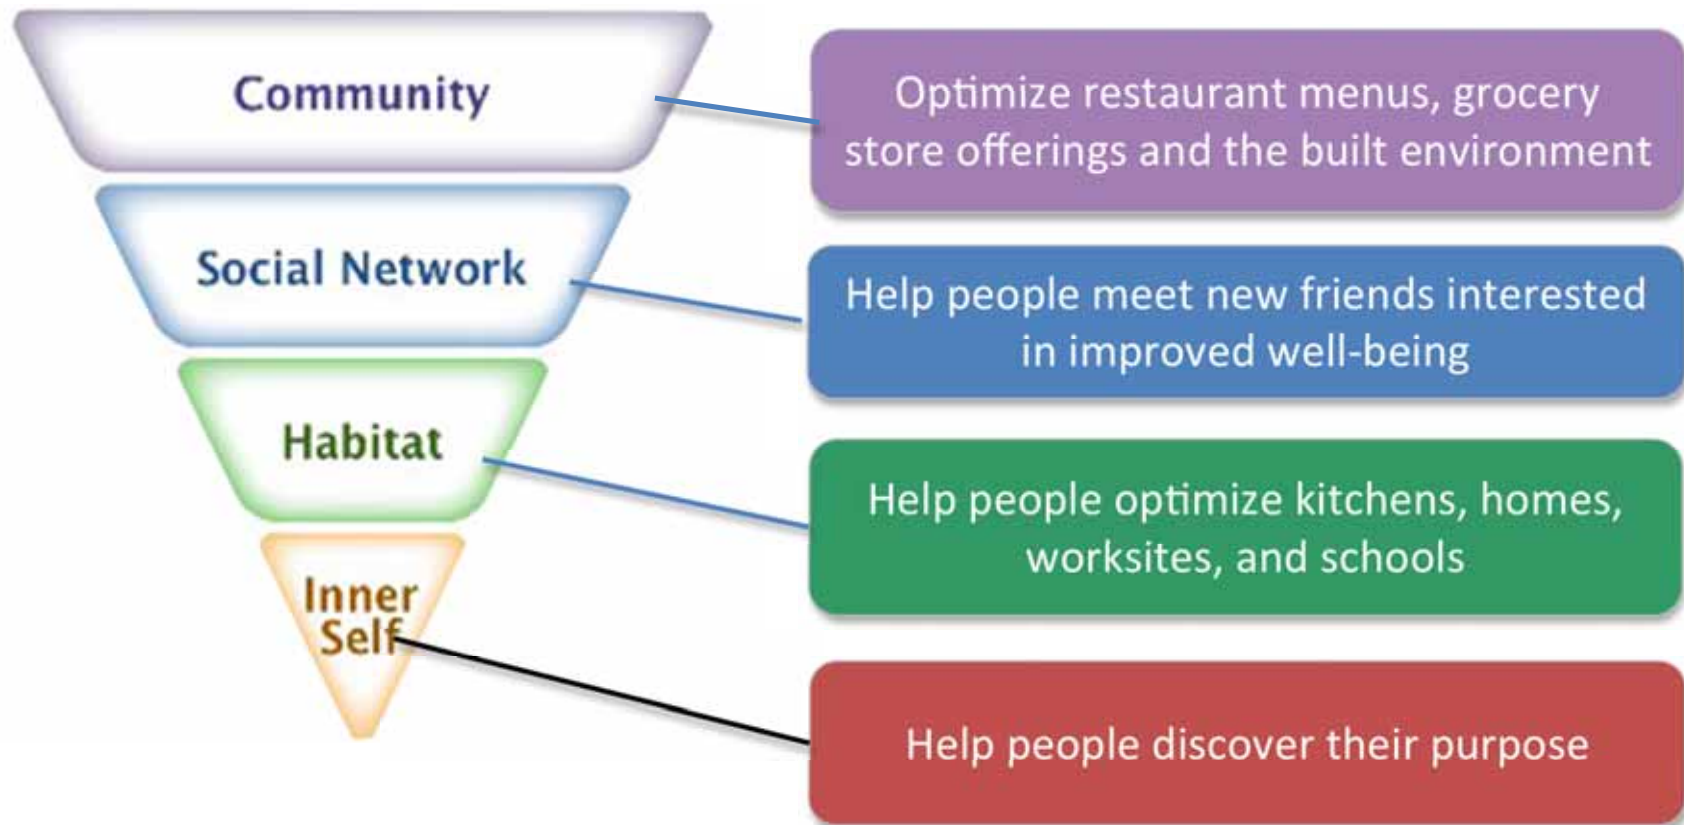 Community
Optimize restaurant menus, grocery
store offerings and the built environment
Social Network
Help people meet new friends interested
in improved well-being
Habitat
Help people optimize kitchens, homes,
worksites, and schools
Inner
Self
Help people discover their purpose